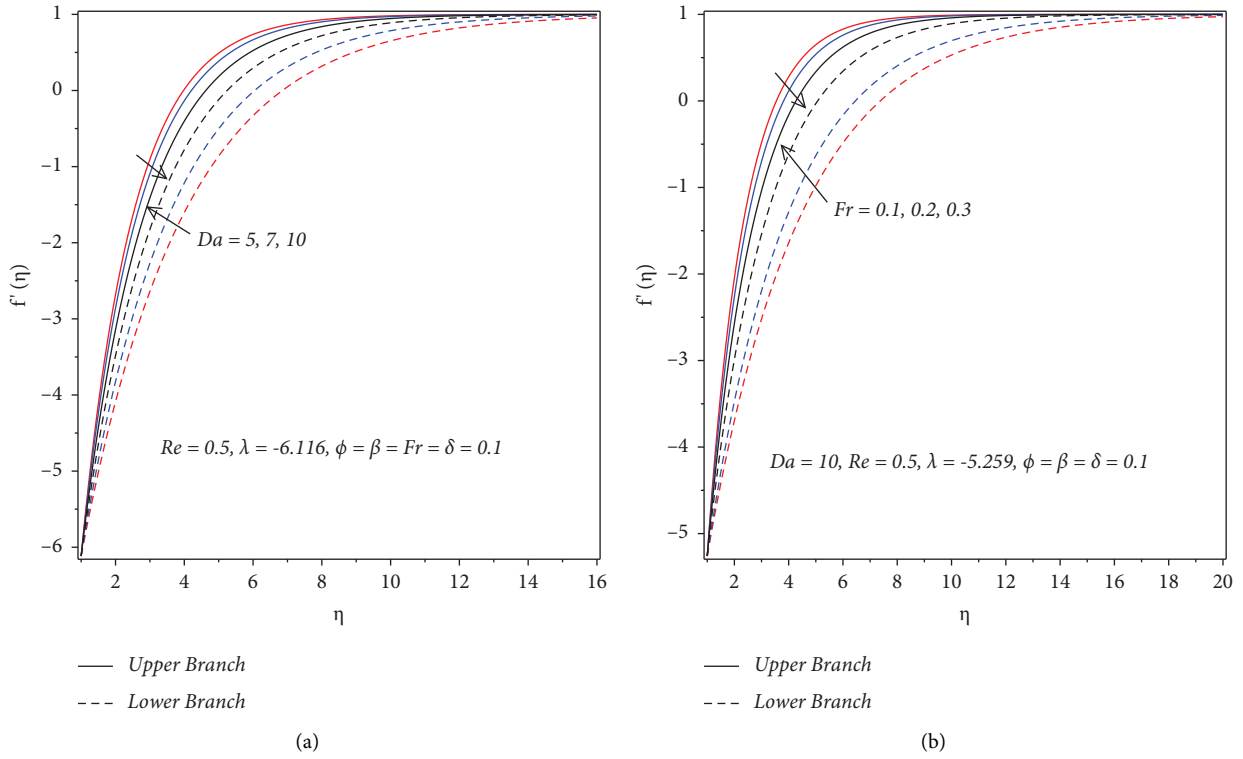 1
0
−1
−2
−3
−4
−5
−6
f' (η)
Da = 5, 7, 10
Re = 0.5, λ = -6.116, ϕ = β = Fr = δ = 0.1
2 4 6 8 10 12 14 16
η
Upper Branch
Lower Branch
(a)
1
0
−1
−2
−3
−4
−5
f' (η)
Fr = 0.1, 0.2, 0.3
Da = 10, Re = 0.5, λ = -5.259, ϕ = β = δ = 0.1
2 4 6 8 10 12 14 16 18 20
η
Upper Branch
Lower Branch
(b)